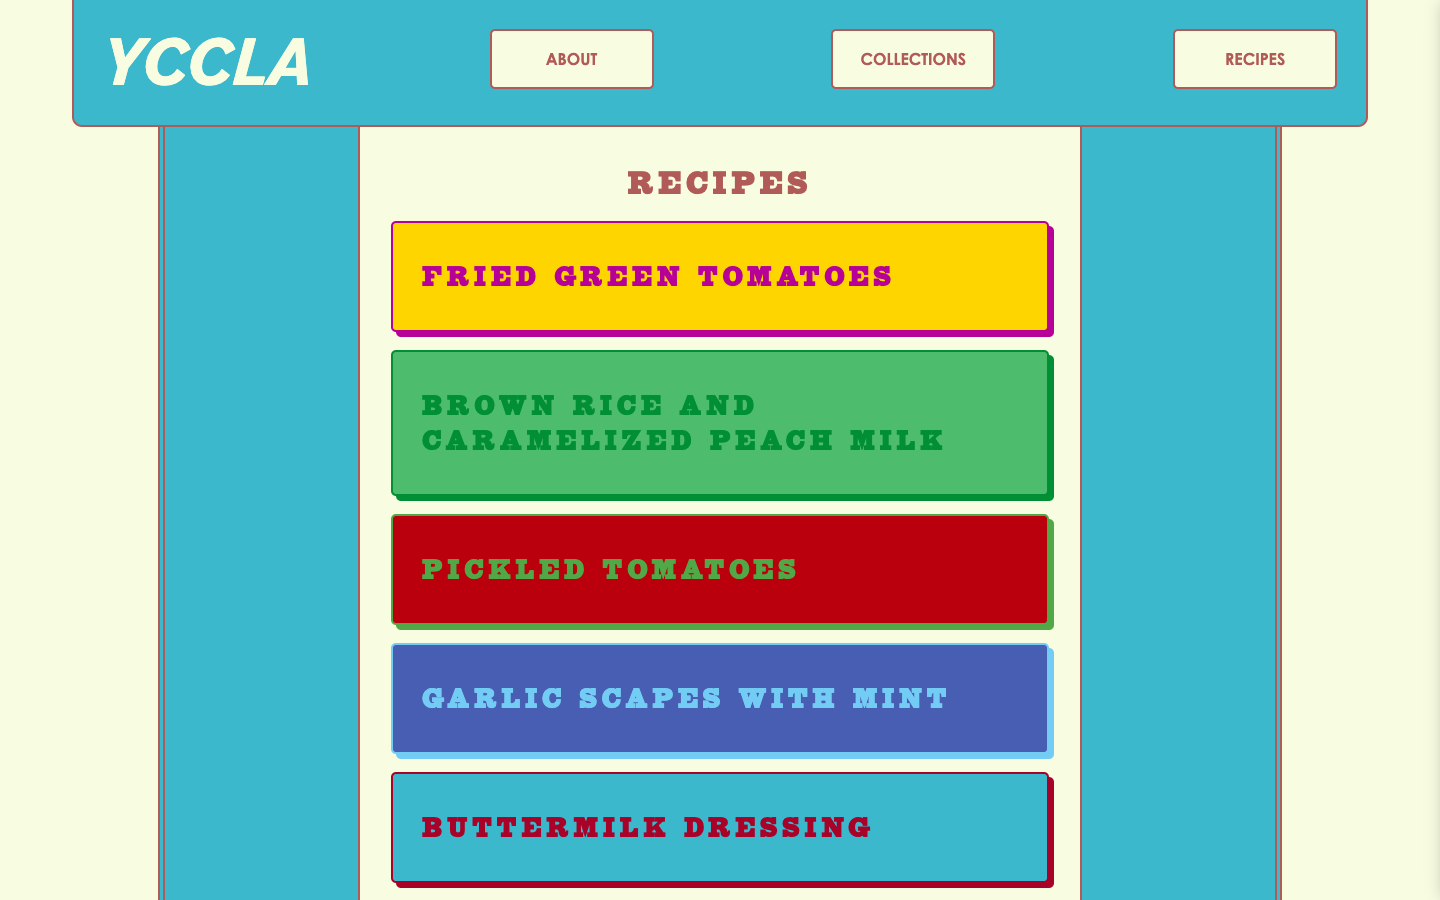 YCCLA
ABOUT
COLLECTIONS
RECIPES
RECIPES
FRIED GREEN TOMATOES
BROWN RICE AND
CARAMELIZED PEACH MILK
PICKLED TOMATOES
GARLIC SCAPES WITH MINT
BUTTERMILK DRESSING